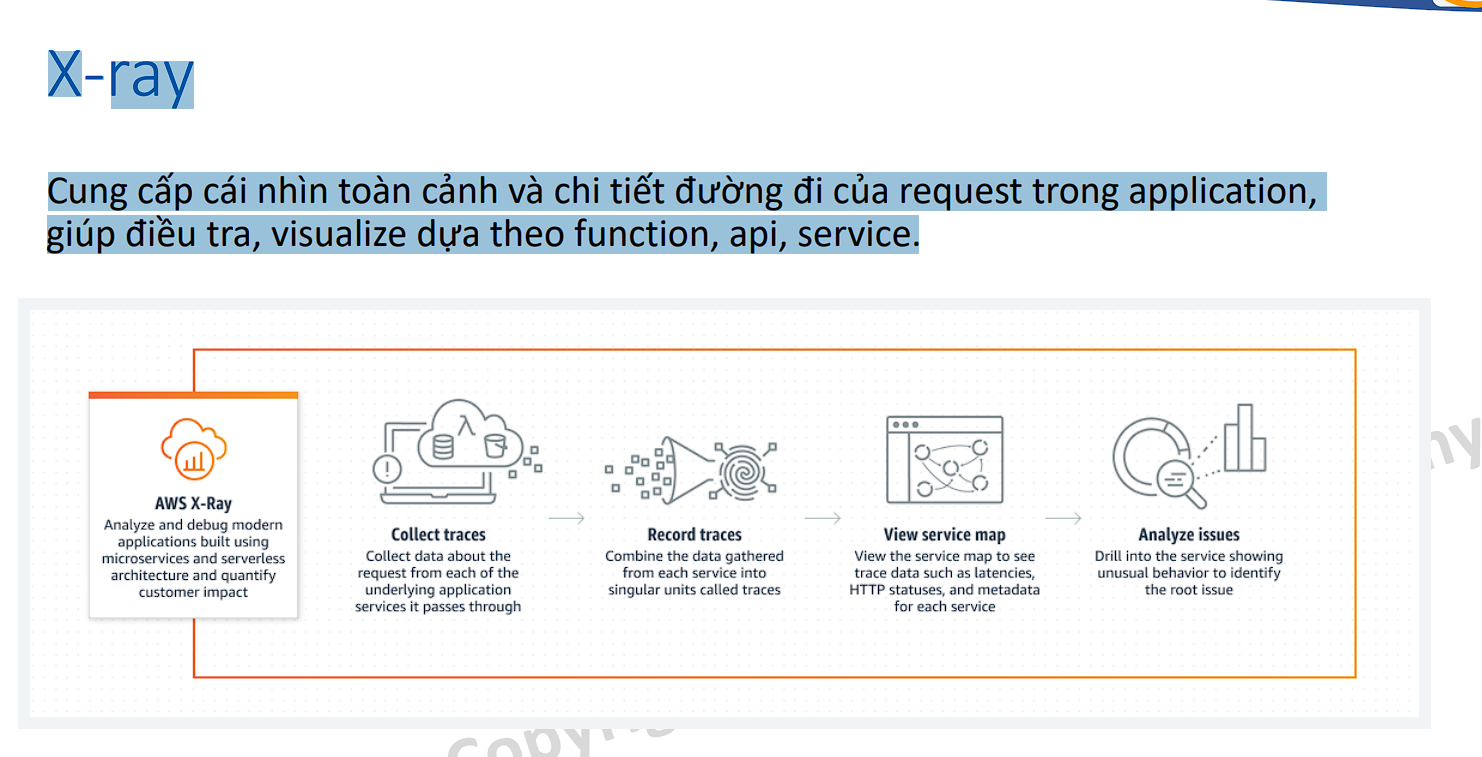 X-ray
Cung cấp cái nhìn toàn cảnh và chi tiết đường đi của request trong application,
giúp điều tra, visualize dựa theo function, api, service.
AWS X-Ray
Analyze and debug modern
applications built using
microservices and serverless
architecture and quantify
customer impact
Collect traces
Collect data about the
request from each of the
underlying application
services it passes through
Record traces
Combine the data gathered
from each service into
singular units called traces
View service map
View the service map to see
trace data such as latencies,
HTTP statuses, and metadata
for each service
Analyze issues
Drill into the service showing
unusual behavior to identify
the root issue